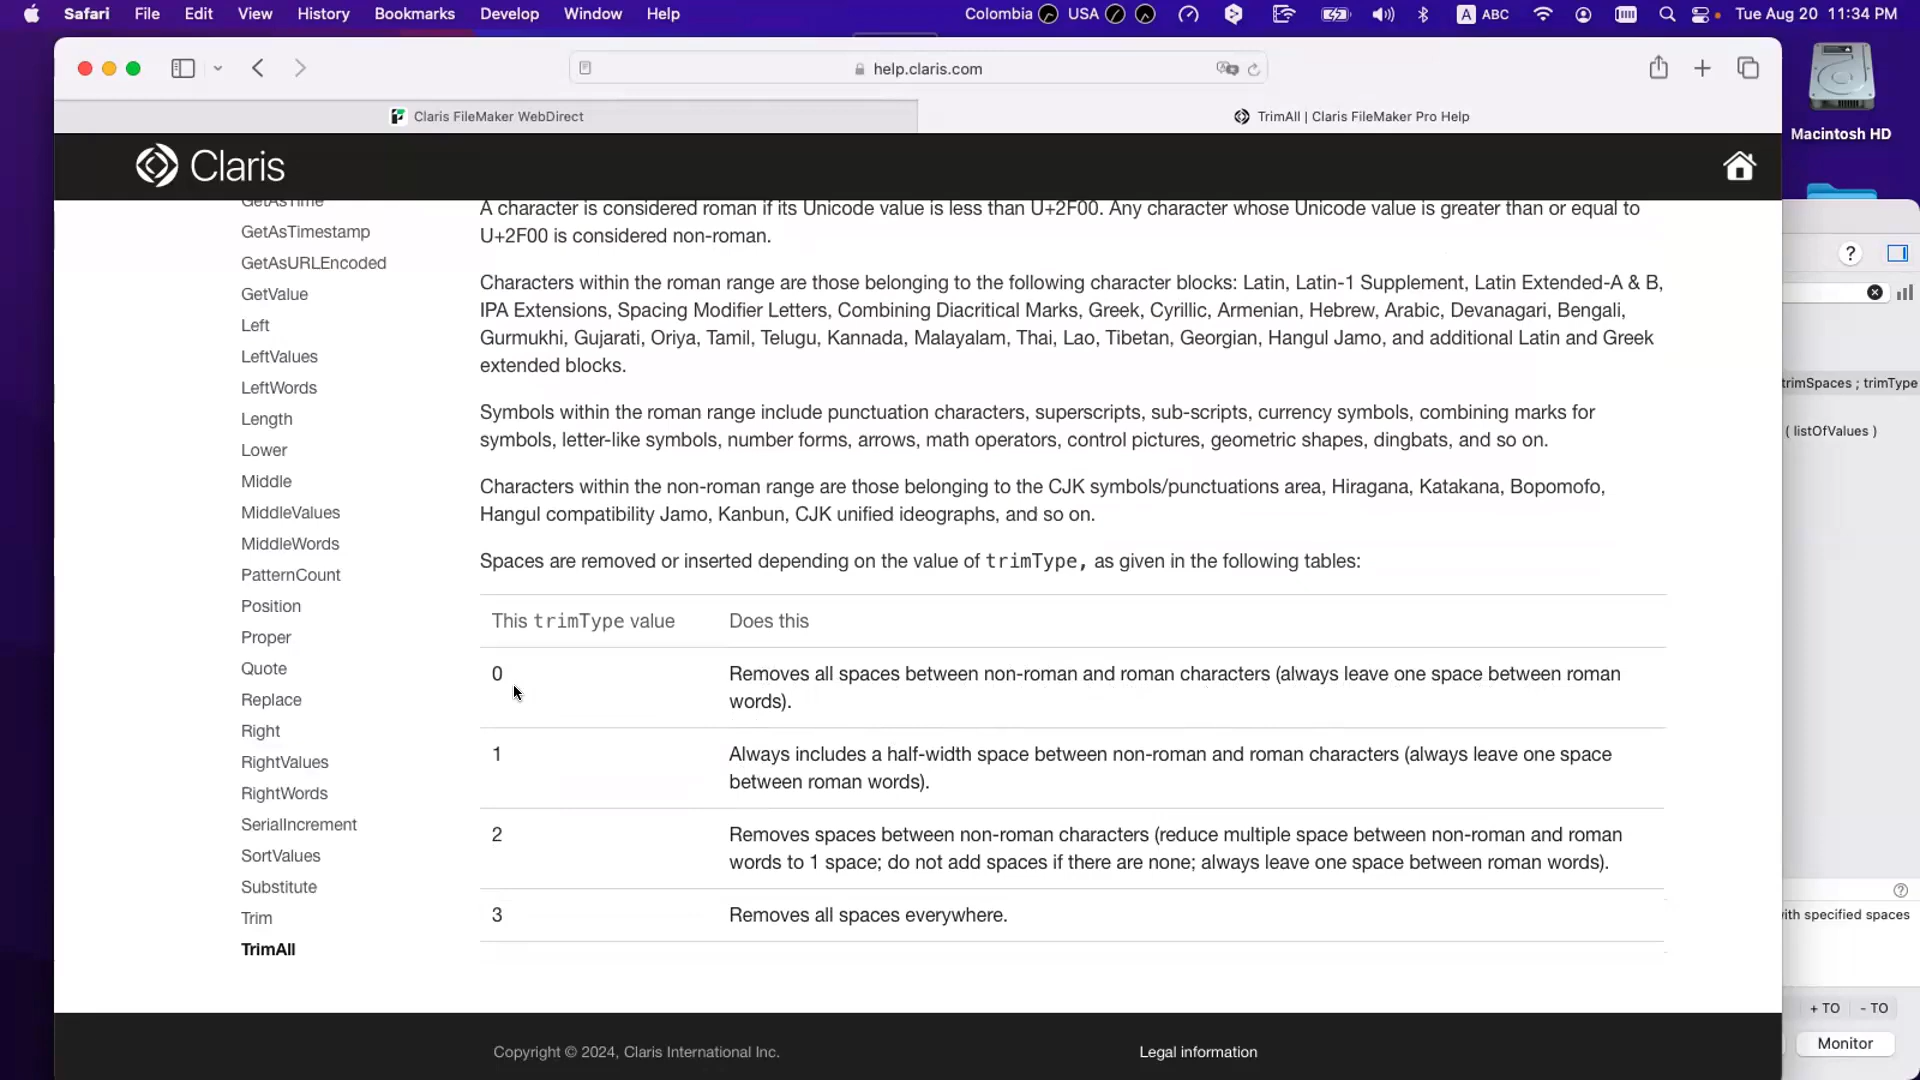 Safari File Edit View History Bookmarks Develop Window Help Colombia USA A ABC Tue Aug 20 11:34 PM
help.claris.com
Claris FileMaker WebDirect
TrimAll | Claris FileMaker Pro Help
Macintosh HD
Claris
GetAsTime
GetAsTimestamp
GetAsURLEncoded
GetValue
Left
LeftValues
LeftWords
Length
Lower
Middle
MiddleValues
MiddleWords
PatternCount
Position
Proper
Quote
Replace
Right
RightValues
RightWords
SerialIncrement
SortValues
Substitute
Trim
TrimAll
A character is considered roman if its Unicode value is less than U+2F00. Any character whose Unicode value is greater than or equal to
U+2F00 is considered non-roman.
Characters within the roman range are those belonging to the following character blocks: Latin, Latin-1 Supplement, Latin Extended-A & B,
IPA Extensions, Spacing Modifier Letters, Combining Diacritical Marks, Greek, Cyrillic, Armenian, Hebrew, Arabic, Devanagari, Bengali,
Gurmukhi, Gujarati, Oriya, Tamil, Telugu, Kannada, Malayalam, Thai, Lao, Tibetan, Georgian, Hangul Jamo, and additional Latin and Greek
extended blocks.
Symbols within the roman range include punctuation characters, superscripts, sub-scripts, currency symbols, combining marks for
symbols, letter-like symbols, number forms, arrows, math operators, control pictures, geometric shapes, dingbats, and so on.
Characters within the non-roman range are those belonging to the CJK symbols/punctuations area, Hiragana, Katakana, Bopomofo,
Hangul compatibility Jamo, Kanbun, CJK unified ideographs, and so on.
Spaces are removed or inserted depending on the value of trimType, as given in the following tables:
This trimType value Does this
0 Removes all spaces between non-roman and roman characters (always leave one space between roman
words).
1 Always includes a half-width space between non-roman and roman characters (always leave one space
between roman words).
2 Removes spaces between non-roman characters (reduce multiple space between non-roman and roman
words to 1 space; do not add spaces if there are none; always leave one space between roman words).
3 Removes all spaces everywhere.
Copyright © 2024, Claris International Inc.
Legal information
?
trimSpaces ; trimType
( listOfValues )
?
ith specified spaces
+ TO - TO
Monitor